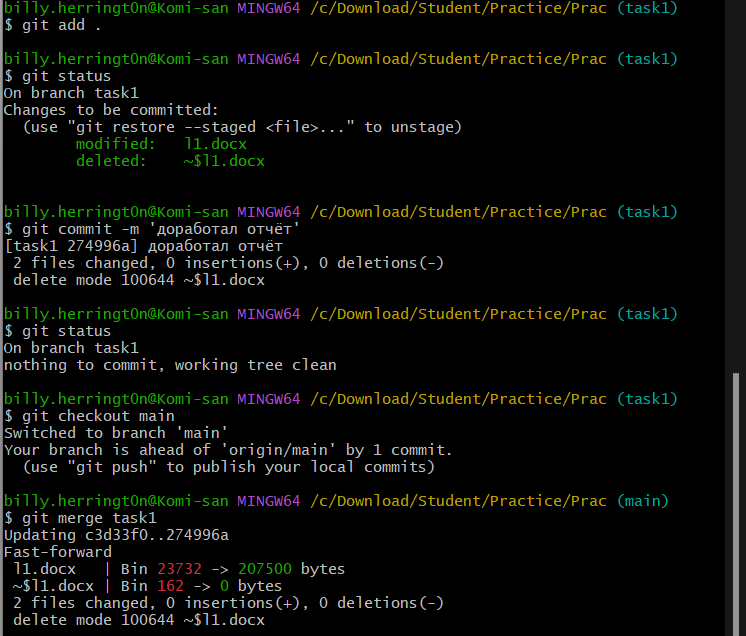 billy.herringt0n@Komi-san MINGW64 /c/Download/Student/Practice/Prac (task1)
$ git add .
billy.herringt0n@Komi-san MINGW64 /c/Download/Student/Practice/Prac (task1)
$ git status
On branch task1
Changes to be committed:
  (use "git restore --staged <file>..." to unstage)
        modified:   l1.docx
        deleted:    ~$l1.docx
billy.herringt0n@Komi-san MINGW64 /c/Download/Student/Practice/Prac (task1)
$ git commit -m 'доработал отчёт'
[task1 274996a] доработал отчёт
 2 files changed, 0 insertions(+), 0 deletions(-)
 delete mode 100644 ~$l1.docx
billy.herringt0n@Komi-san MINGW64 /c/Download/Student/Practice/Prac (task1)
$ git status
On branch task1
nothing to commit, working tree clean
billy.herringt0n@Komi-san MINGW64 /c/Download/Student/Practice/Prac (task1)
$ git checkout main
Switched to branch 'main'
Your branch is ahead of 'origin/main' by 1 commit.
  (use "git push" to publish your local commits)
billy.herringt0n@Komi-san MINGW64 /c/Download/Student/Practice/Prac (main)
$ git merge task1
Updating c3d33f0..274996a
Fast-forward
 l1.docx   | Bin 23732 -> 207500 bytes
 ~$l1.docx | Bin 162 -> 0 bytes
 2 files changed, 0 insertions(+), 0 deletions(-)
 delete mode 100644 ~$l1.docx